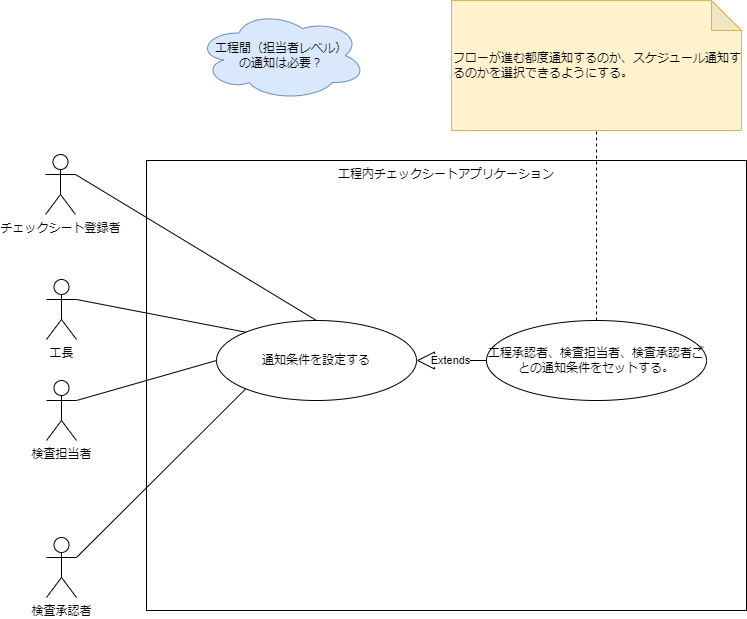 工程間（担当者レベル）
の通知は必要？
フローが進む都度通知するのか、スケジュール通知す
るのかを選択できるようにする。
工程内チェックシートアプリケーション
チェックシート登録者
工長
通知条件を設定する
Extends
工程承認者、検査担当者、検査承認者ご
との通知条件をセットする。
検査担当者
検査承認者